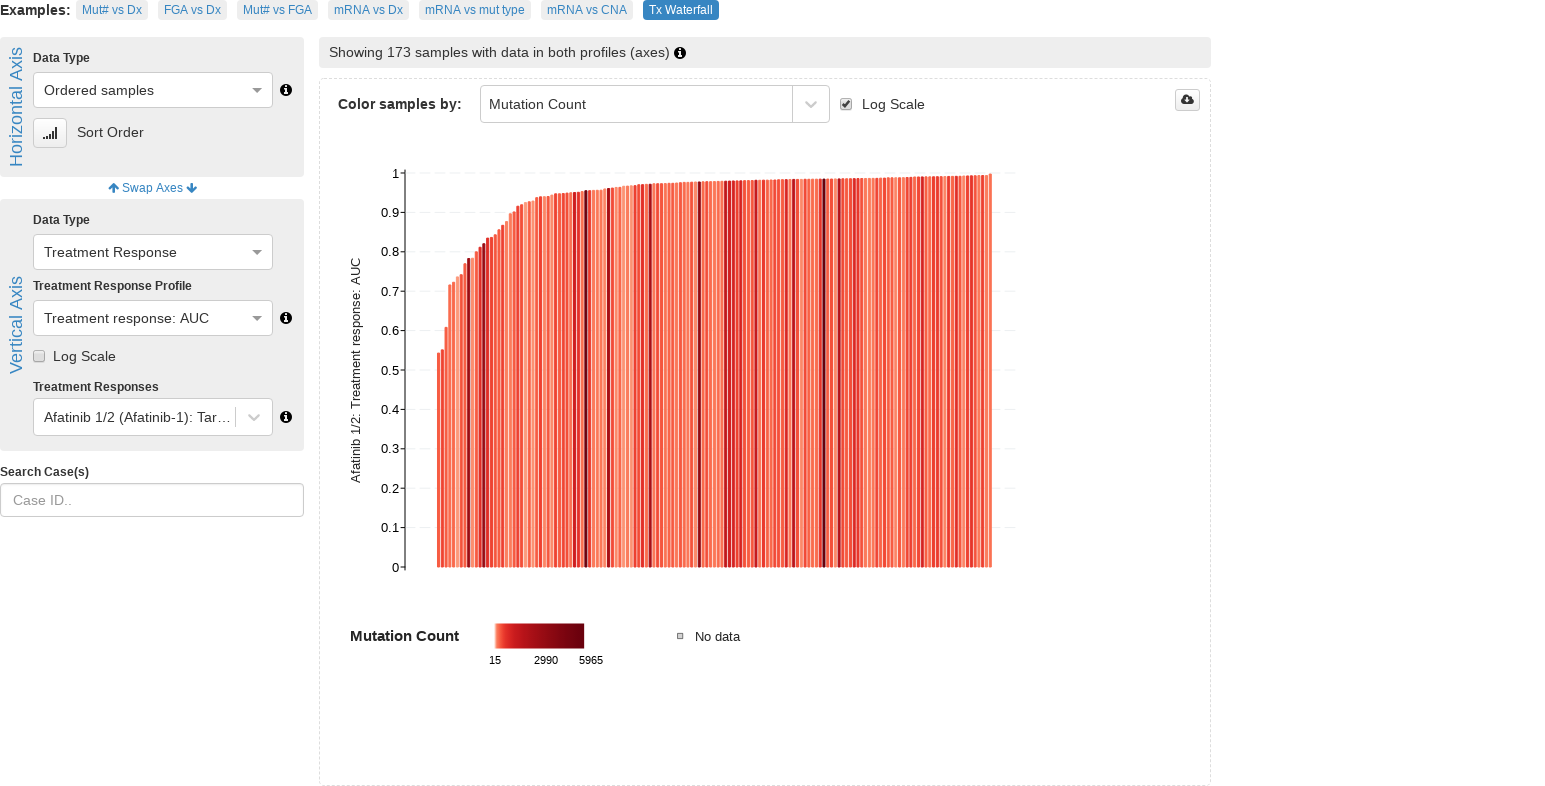 Examples: Mut# vs Dx FGA vs Dx Mut# vs FGA mRNA vs Dx mRNA vs mut type mRNA vs CNA Tx Waterfall
Horizontal Axis
Data Type
Ordered samples
Sort Order
Swap Axes
Vertical Axis
Data Type
Treatment Response
Treatment Response Profile
Treatment response: AUC
Log Scale
Treatment Responses
Afatinib 1/2 (Afatinib-1): Tar…
Search Case(s)
Case ID..
Showing 173 samples with data in both profiles (axes)
Color samples by: Mutation Count Log Scale
Afatinib 1/2: Treatment response: AUC
1
0.9
0.8
0.7
0.6
0.5
0.4
0.3
0.2
0.1
0
Mutation Count No data
15 2990 5965